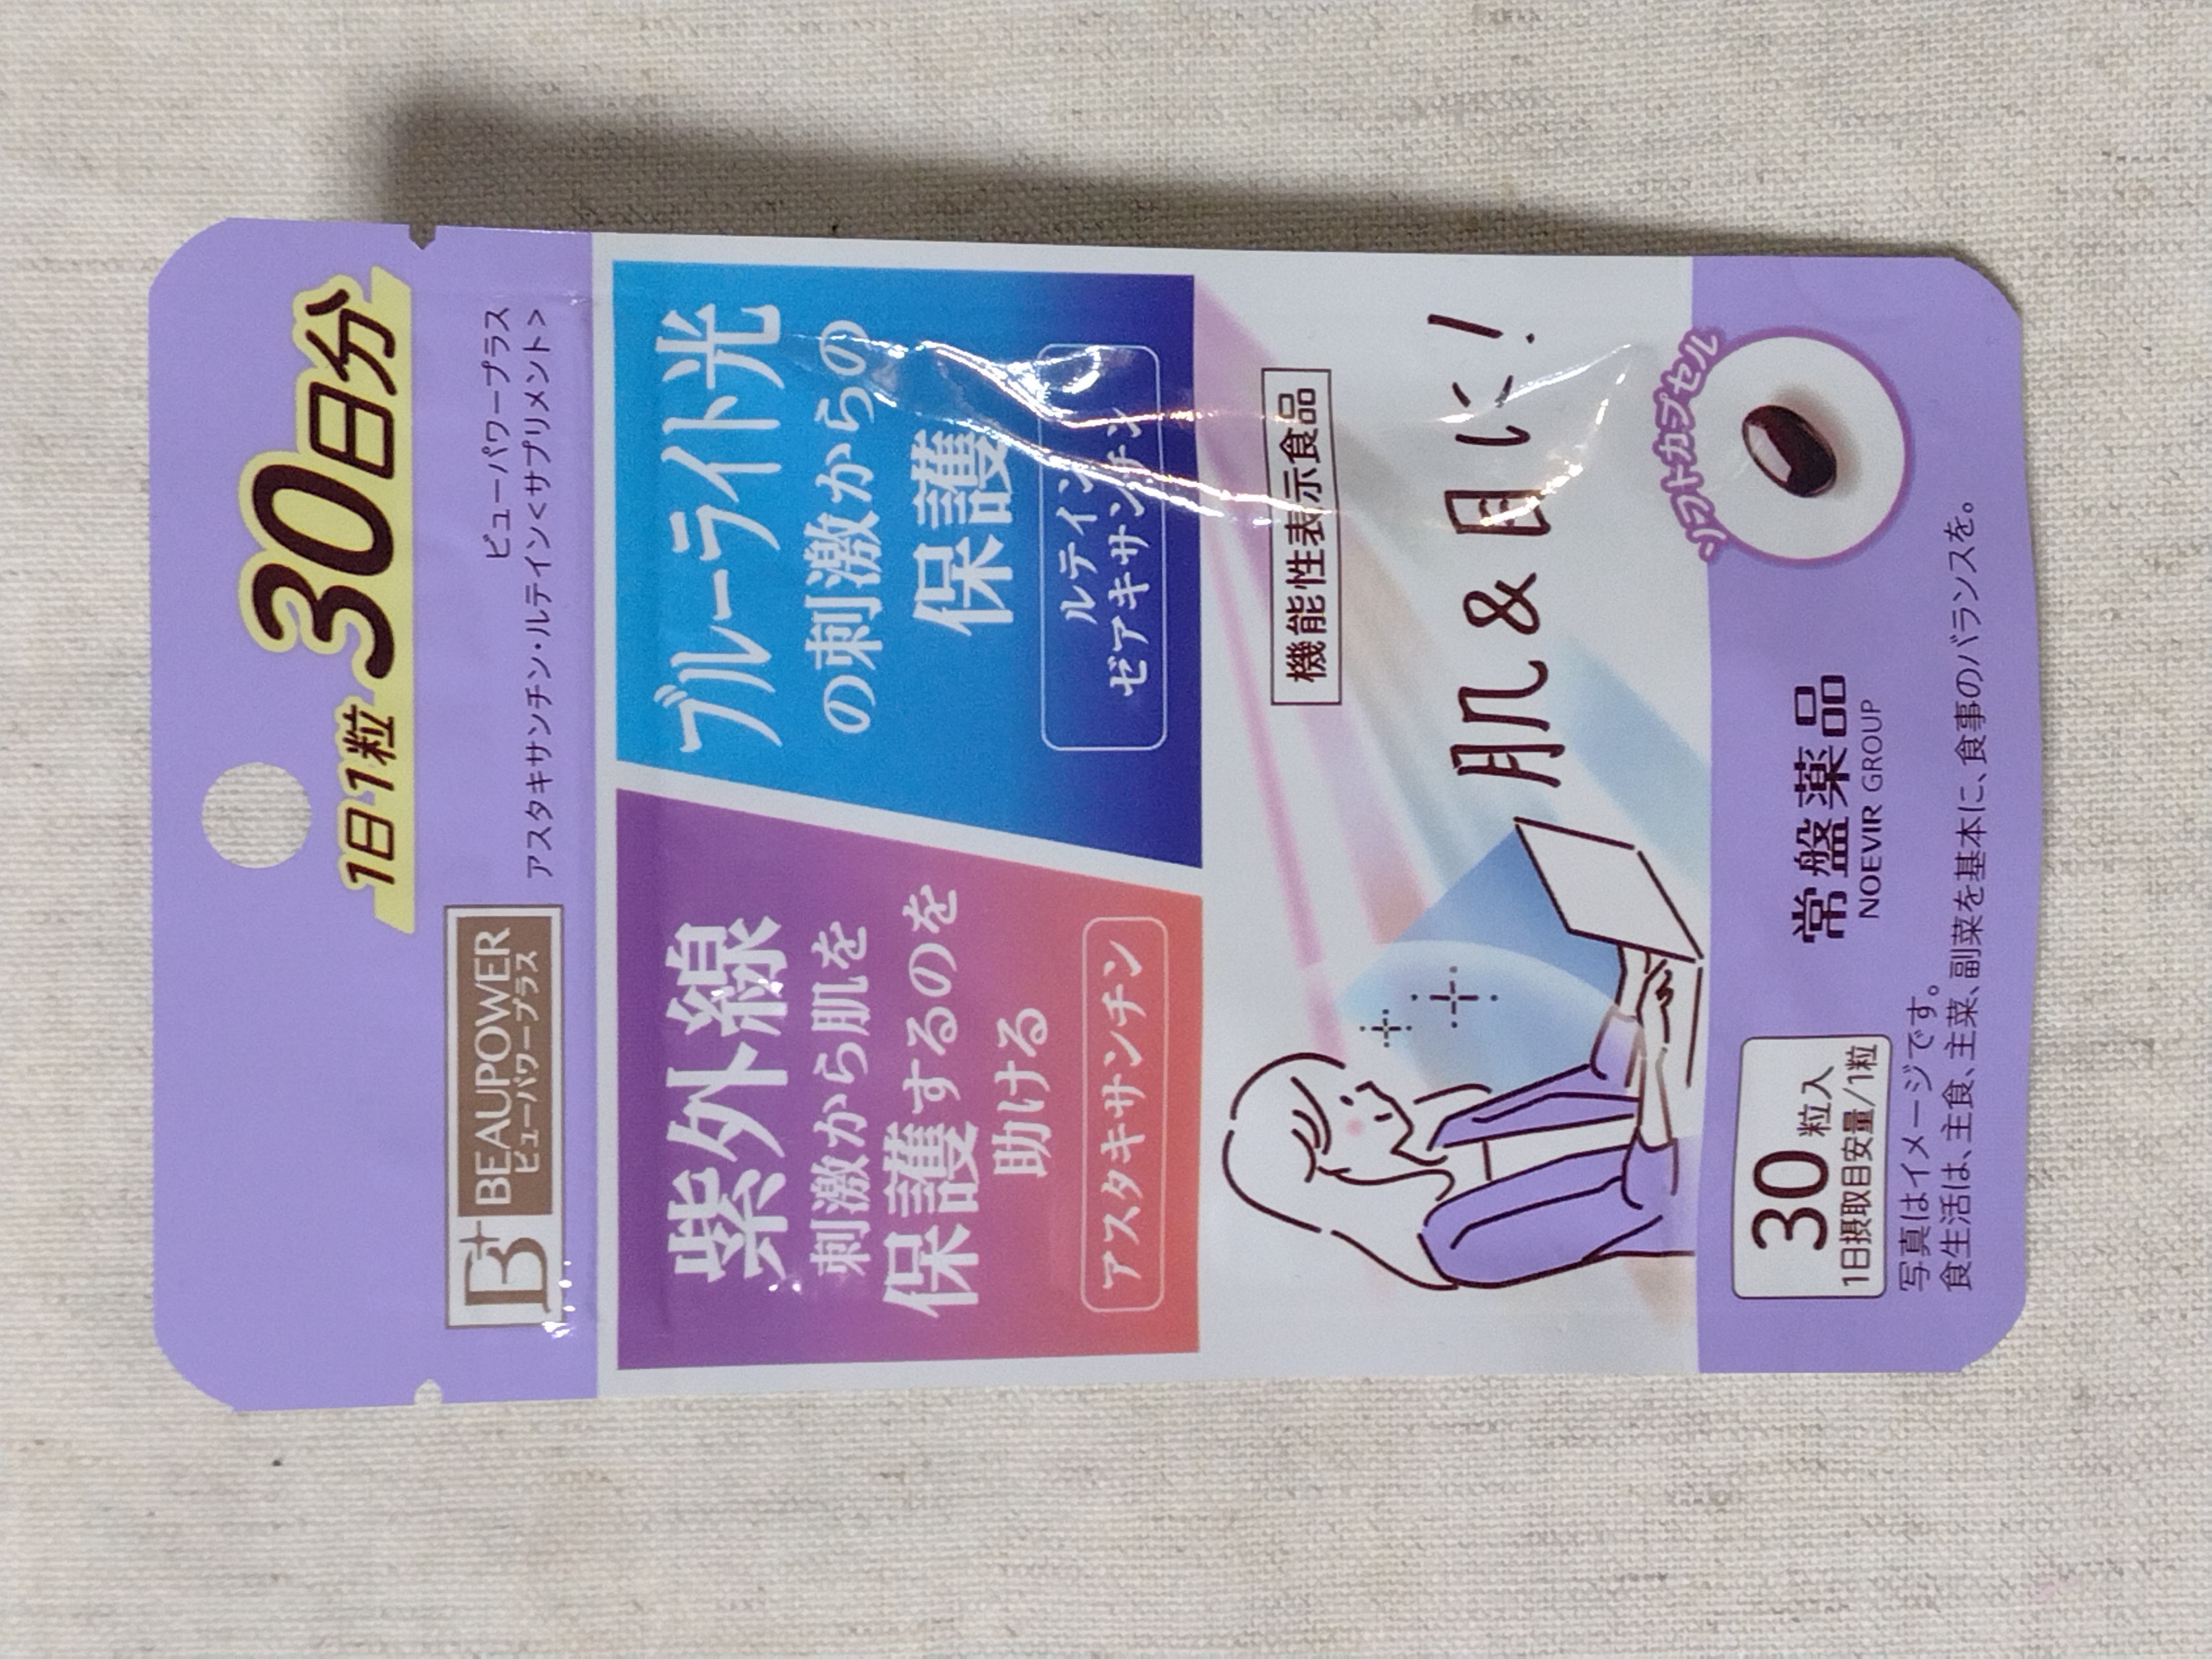 1日1粒 30日分
B+ BEAUPOWER
ビューパワープラス
ビューパワープラス
アスタキサンチン・ルテイン<サプリメント>
紫外線
刺激から肌を
保護するのを
助ける
アスタキサンチン
ブルーライト光
の刺激からの
保護
ルテイン
ゼアキサンチン
機能性表示食品
肌&目に!
ソフトカプセル
30粒入
1日摂取目安量/1粒
常盤薬品
NOEVIR GROUP
写真はイメージです。
食生活は、主食、主菜、副菜を基本に、食事のバランスを。